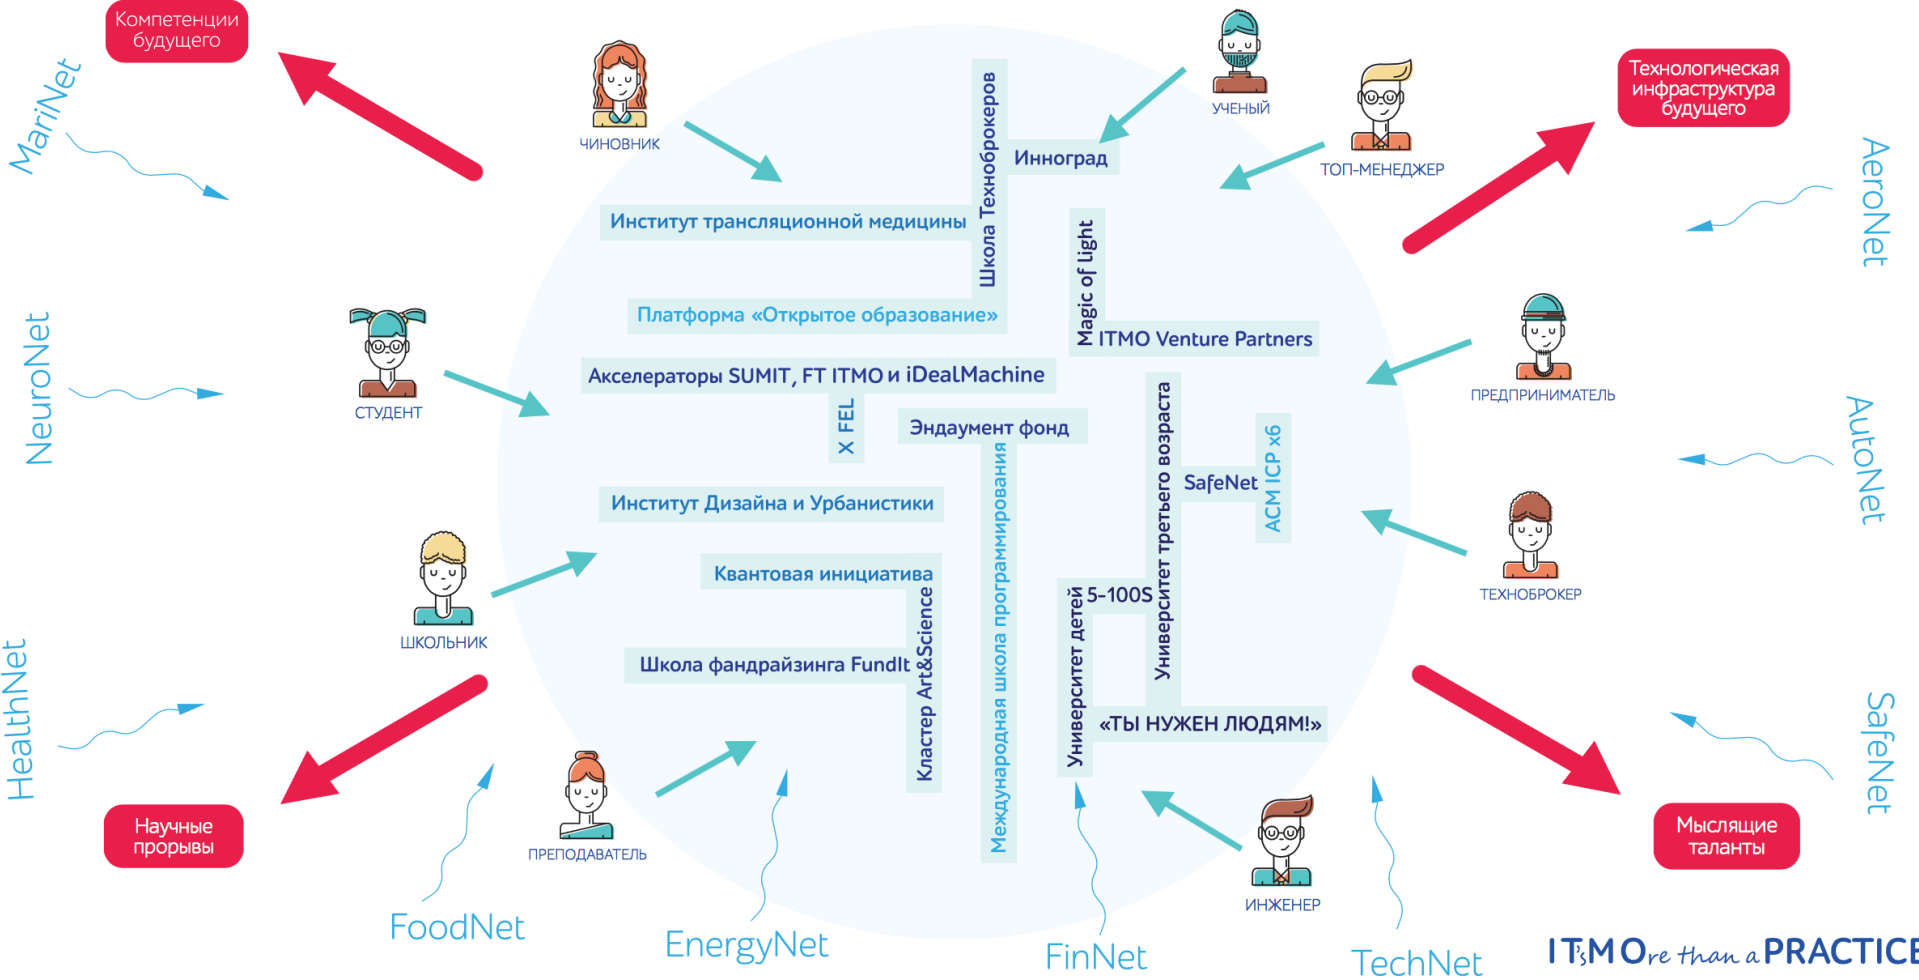 Компетенции
будущего
Технологическая
инфраструктура
будущего
MariNet
NeuroNet
HealthNet
AeroNet
AutoNet
SafeNet
ЧИНОВНИК
УЧЕНЫЙ
ТОП-МЕНЕДЖЕР
СТУДЕНТ
ПРЕДПРИНИМАТЕЛЬ
ШКОЛЬНИК
ТЕХНОБРОКЕР
ПРЕПОДАВАТЕЛЬ
ИНЖЕНЕР
Школа Техноброкеров
Инноград
Институт трансляционной медицины
Magic of light
Платформа «Открытое образование»
ITMO Venture Partners
Акселераторы SUMIT, FT ITMO и iDealMachine
X FEL
Эндаумент фонд
Университет третьего возраста
SafeNet
ACM ICP x6
Институт Дизайна и Урбанистики
Международная школа программирования
Квантовая инициатива
Кластер Art&Science
Университет детей
5-100S
Школа фандрайзинга FundIt
«ТЫ НУЖЕН ЛЮДЯМ!»
Научные
прорывы
Мыслящие
таланты
FoodNet
EnergyNet
FinNet
TechNet
IT'sMOre than a PRACTICE